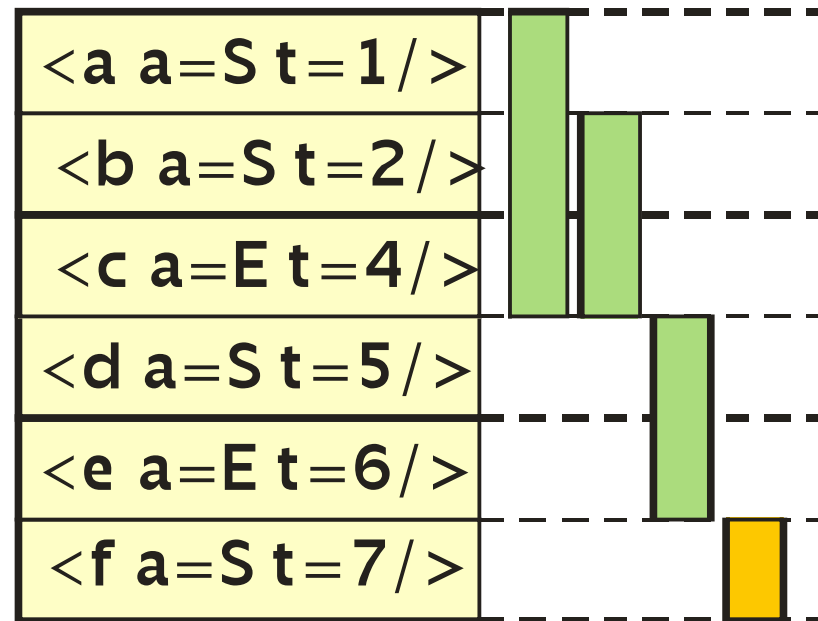 <a a=S t=1/>
<b a=S t=2/>
<c a=E t=4/>
<d a=S t=5/>
<e a=E t=6/>
<f a=S t=7/>